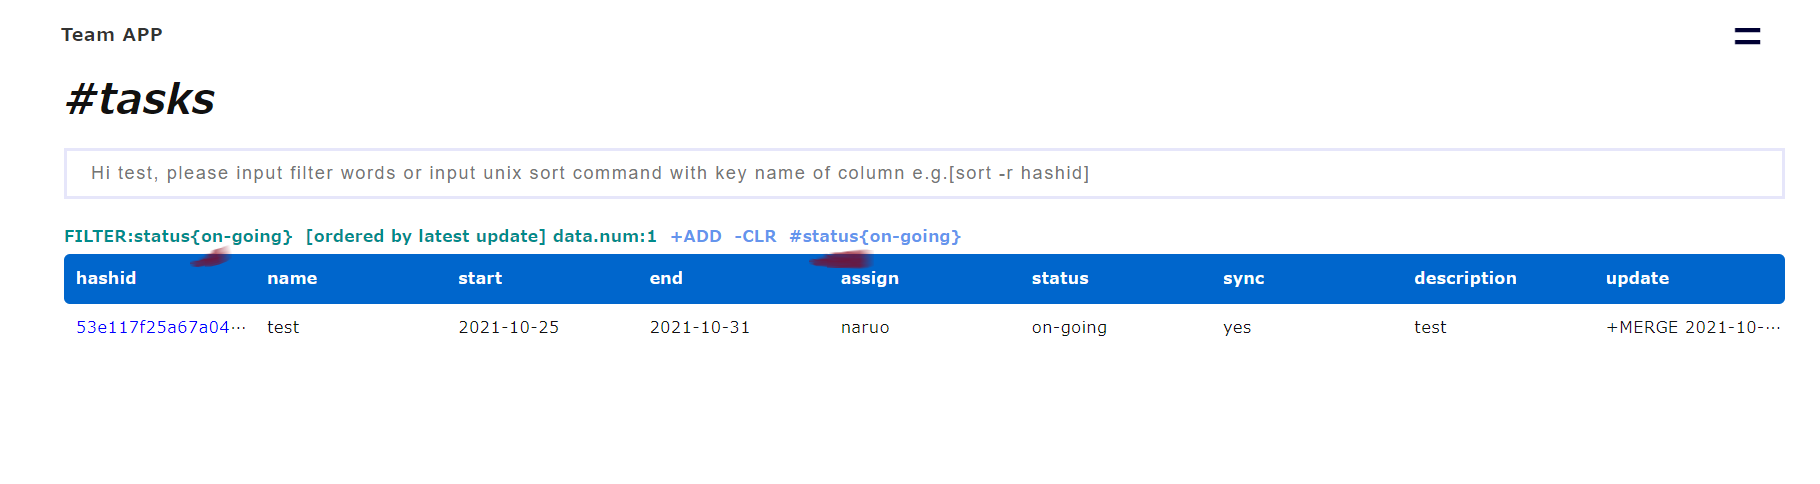 Team APP
#tasks
Hi test, please input filter words or input unix sort command with key name of column e.g.[sort -r hashid]
FILTER:status{on-going} [ordered by latest update] data.num:1 +ADD -CLR #status{on-going}
hashid name start end assign status sync description update
53e117f25a67a04··· test 2021-10-25 2021-10-31 naruo on-going yes test +MERGE 2021-10-···